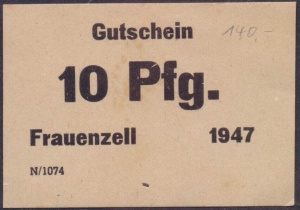 Gutschein
140,-
10 Pfg.
Frauenzell 1947
N/1074